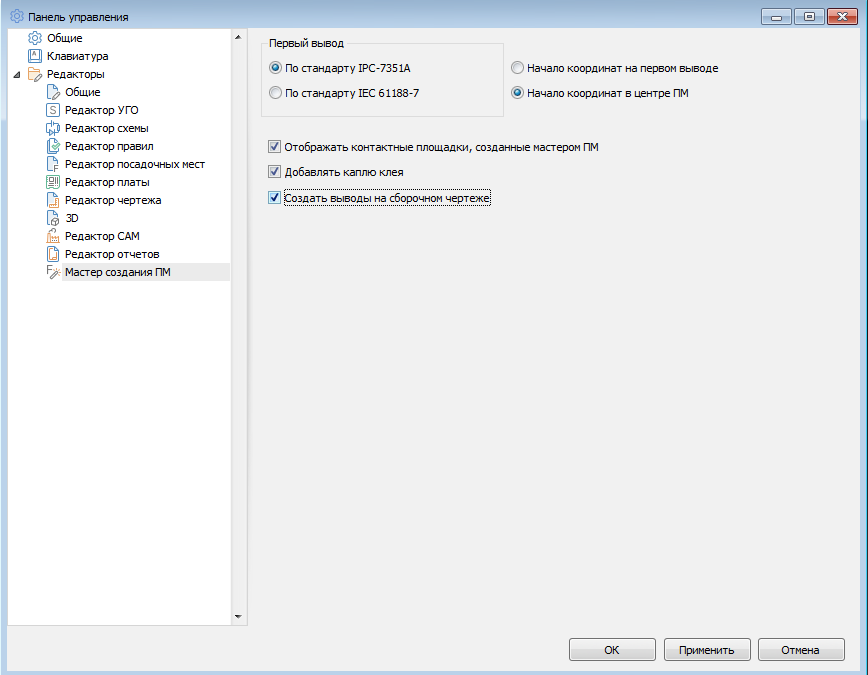 Панель управления
Общие
Клавиатура
Редакторы
Общие
S Редактор УГО
Редактор схемы
Редактор правил
Редактор посадочных мест
Редактор платы
Редактор чертежа
3D
Редактор CAM
Редактор отчетов
Мастер создания ПМ
Первый вывод
По стандарту IPC-7351A
По стандарту IEC 61188-7
Начало координат на первом выводе
Начало координат в центре ПМ
Отображать контактные площадки, созданные мастером ПМ
Добавлять каплю клея
Создать выводы на сборочном чертеже
OK
Применить
Отмена